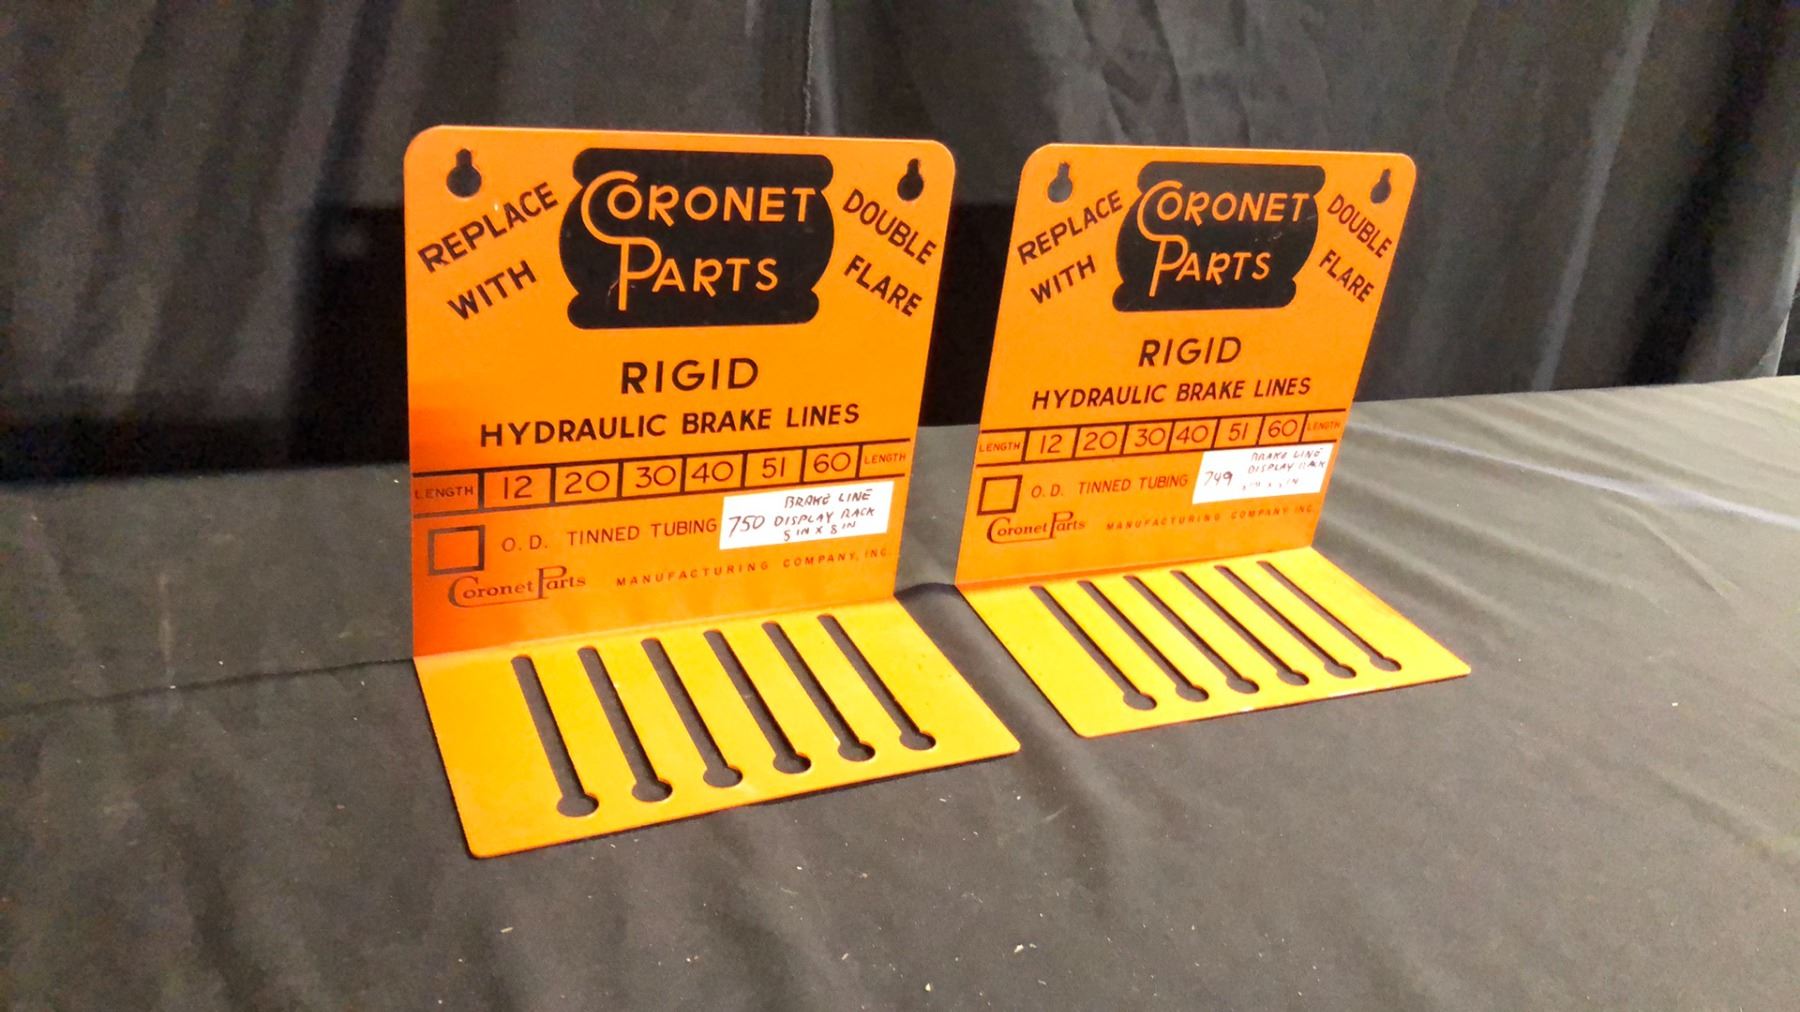 REPLACE
WITH
CORONET
PARTS
DOUBLE
FLARE
RIGID
HYDRAULIC BRAKE LINES
LENGTH 12 20 30 40 51 60 LENGTH
O. D. TINNED TUBING
750 BRAKE LINE
DISPLAY RACK
8 IN X 8 IN
Coronet Parts MANUFACTURING COMPANY, INC.
REPLACE
WITH
CORONET
PARTS
DOUBLE
FLARE
RIGID
HYDRAULIC BRAKE LINES
LENGTH 12 20 30 40 51 60 LENGTH
O. D. TINNED TUBING
749 BRAKE LINE
DISPLAY RACK
Coronet Parts MANUFACTURING COMPANY, INC.